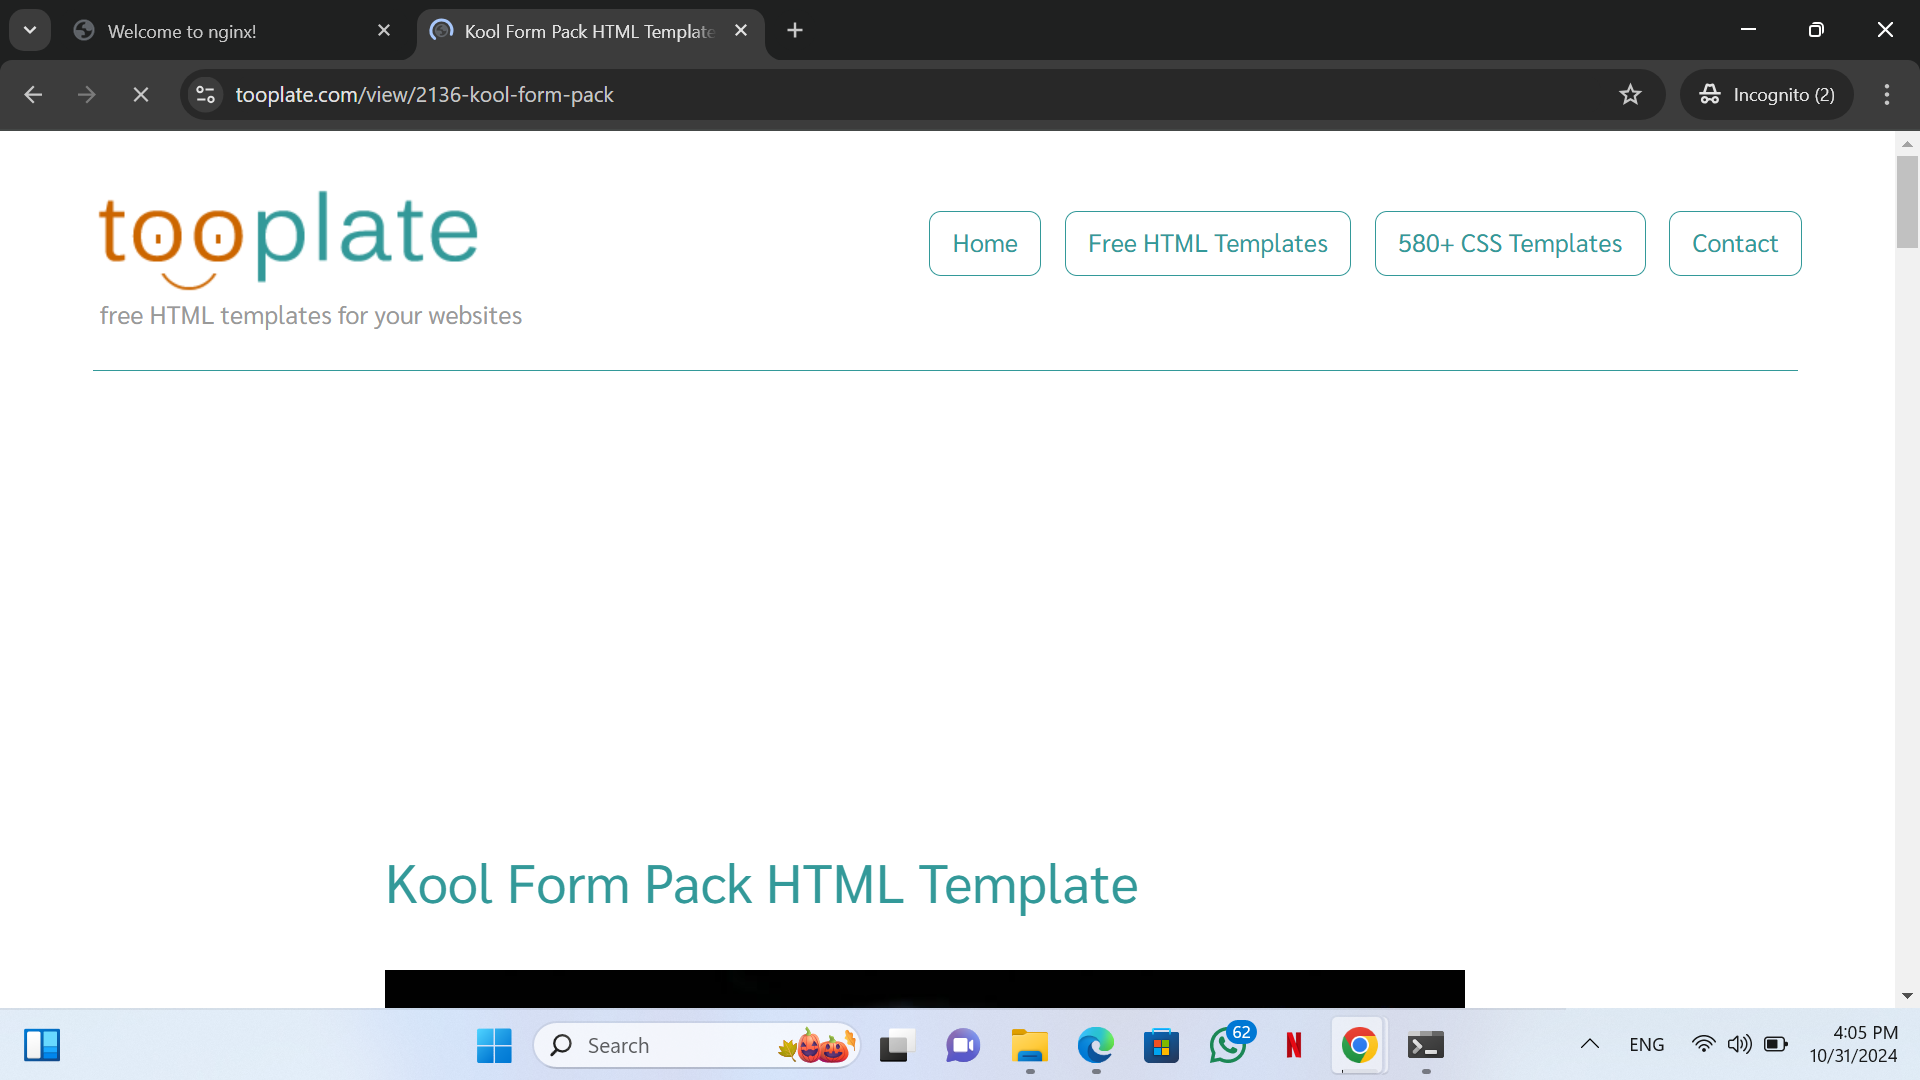 Welcome to nginx!
Kool Form Pack HTML Template
tooplate.com/view/2136-kool-form-pack
Incognito (2)
tooplate
free HTML templates for your websites
Home
Free HTML Templates
580+ CSS Templates
Contact
Kool Form Pack HTML Template
Search
62
N
ENG
4:05 PM
10/31/2024